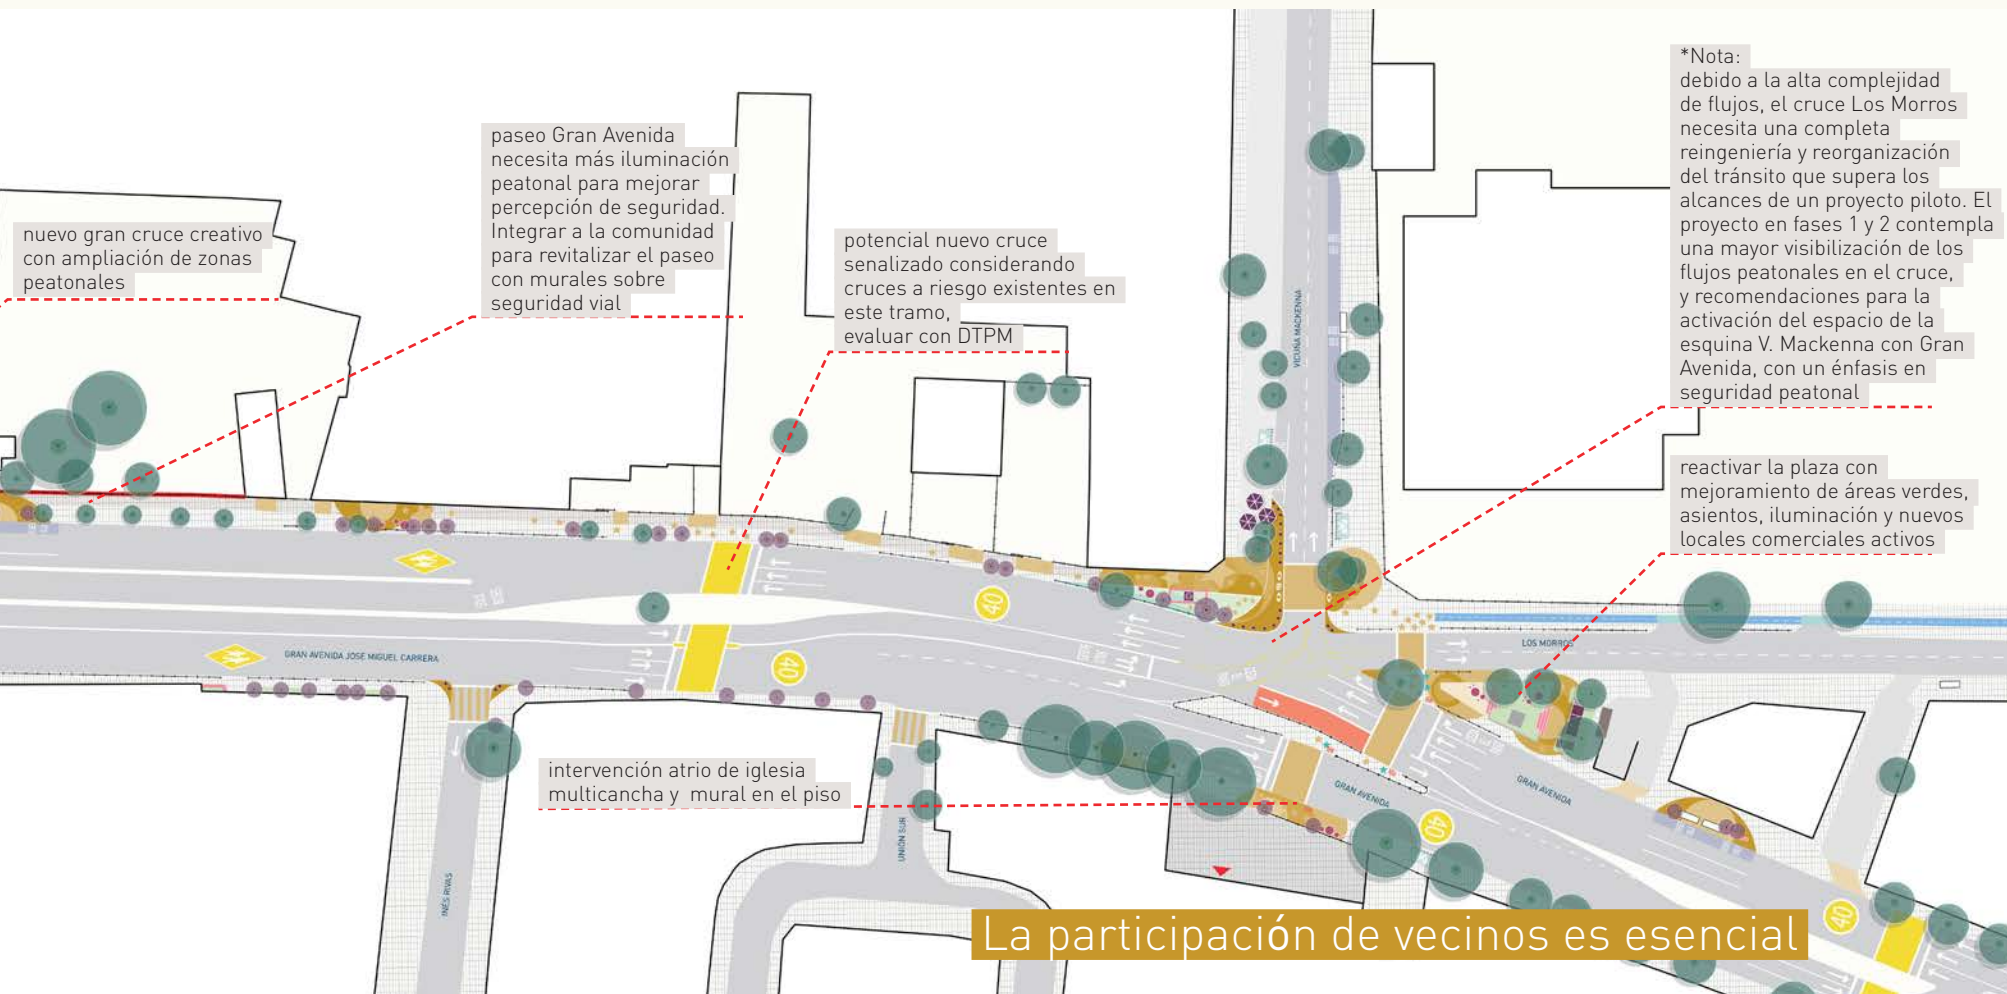 nuevo gran cruce creativo
con ampliación de zonas
peatonales
paseo Gran Avenida
necesita más iluminación
peatonal para mejorar
percepción de seguridad.
Integrar a la comunidad
para revitalizar el paseo
con murales sobre
seguridad vial
potencial nuevo cruce
senalizado considerando
cruces a riesgo existentes en
este tramo,
evaluar con DTPM
*Nota:
debido a la alta complejidad
de flujos, el cruce Los Morros
necesita una completa
reingeniería y reorganización
del tránsito que supera los
alcances de un proyecto piloto. El
proyecto en fases 1 y 2 contempla
una mayor visibilización de los
flujos peatonales en el cruce,
y recomendaciones para la
activación del espacio de la
esquina V. Mackenna con Gran
Avenida, con un énfasis en
seguridad peatonal
reactivar la plaza con
mejoramiento de áreas verdes,
asientos, iluminación y nuevos
locales comerciales activos
VICUÑA MACKENNA
40
LOS MORROS
GRAN AVENIDA JOSE MIGUEL CARRERA
40
intervención atrio de iglesia
multicancha y mural en el piso
GRAN AVENIDA
GRAN AVENIDA
40
UNIÓN SUR
INÉS RIVAS
40
La participación de vecinos es esencial